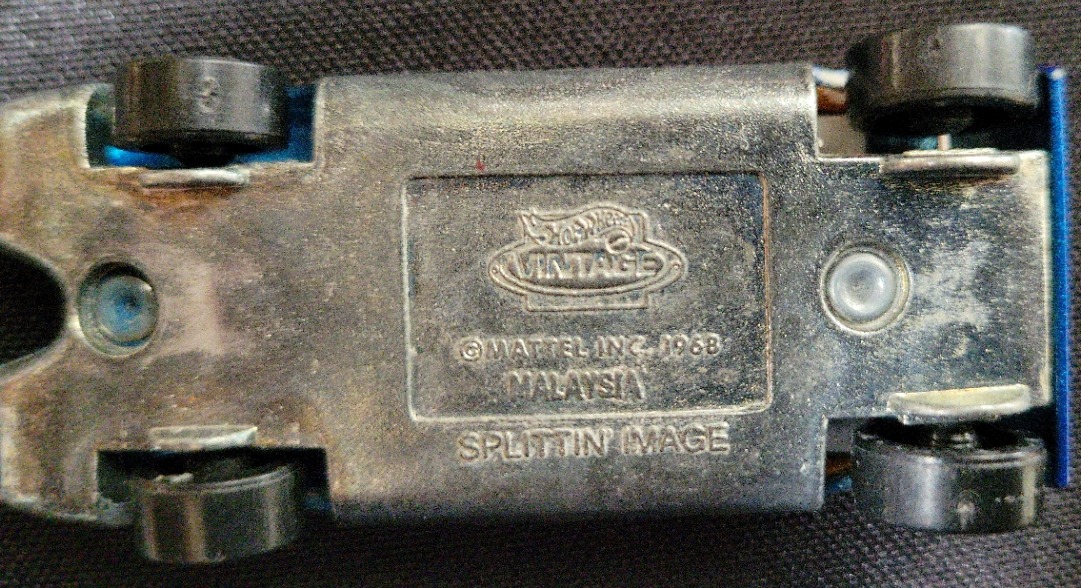 HOT WHEELS
VINTAGE
©MATTEL INC. 1968
MALAYSIA
SPLITTIN' IMAGE